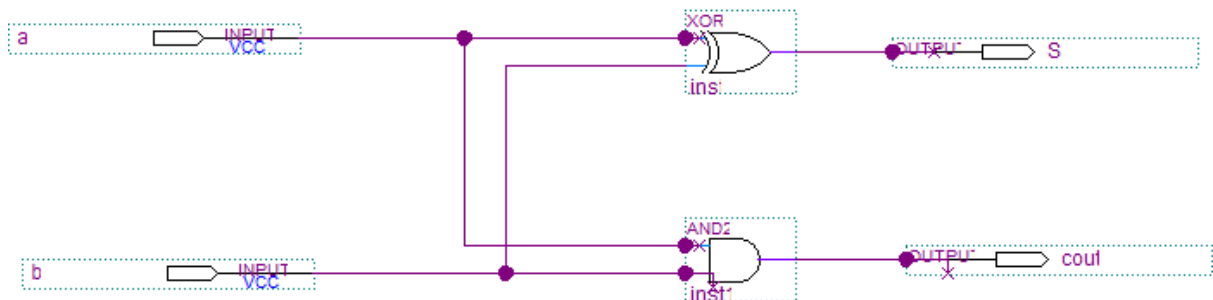 a INPUT
VCC
XOR
inst
OUTPUT S
b INPUT
VCC
AND2
inst1
OUTPUT cout